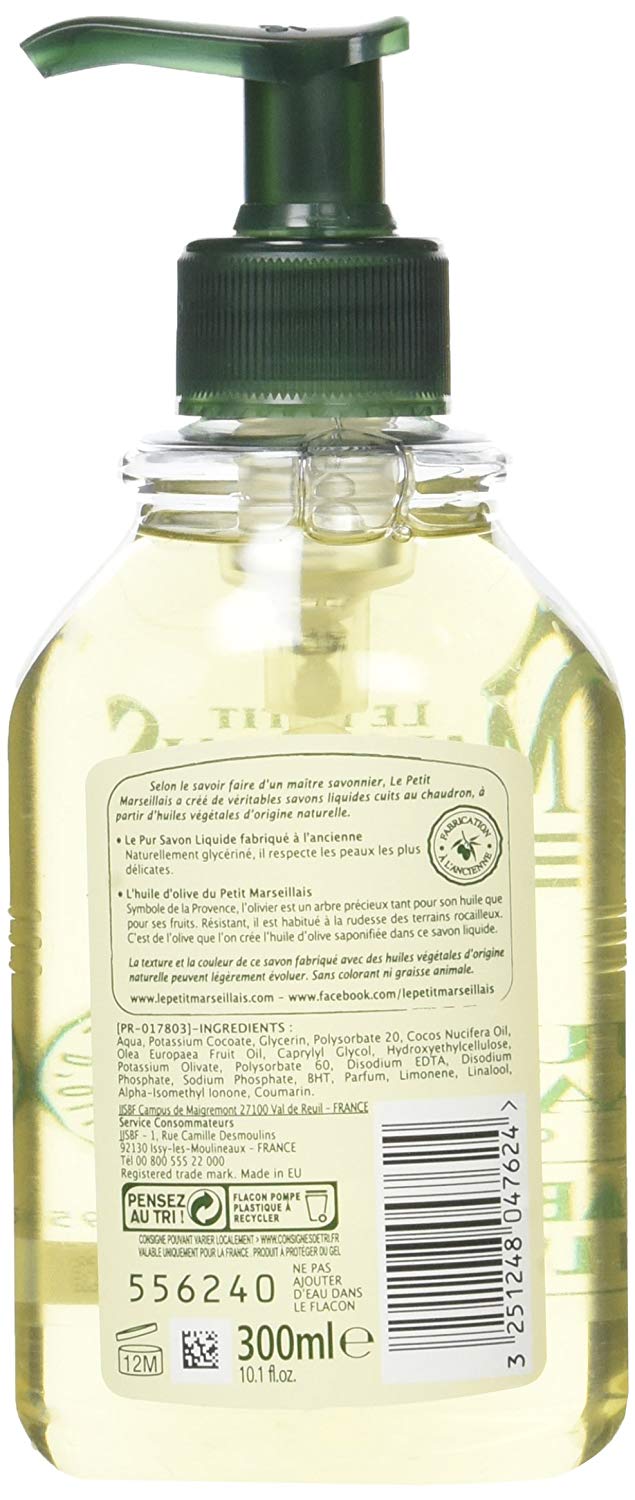 LE PETIT
Selon le savoir faire d'un maître savonnier, Le Petit
Marseillais a créé de véritables savons liquides cuits au chaudron, à
partir d'huiles végétales d'origine naturelle.
• Le Pur Savon Liquide fabriqué à l'ancienne
Naturellement glycériné, il respecte les peaux les plus
délicates.
FABRICATION
À L'ANCIENNE
• L'huile d'olive du Petit Marseillais
Symbole de la Provence, l'olivier est un arbre précieux tant pour son huile que
pour ses fruits. Résistant, il est habitué à la rudesse des terrains rocailleux.
C'est de l'olive que l'on crée l'huile d'olive saponifiée dans ce savon liquide.
La texture et la couleur de ce savon fabriqué avec des huiles végétales d'origine
naturelle peuvent légèrement évoluer. Sans colorant ni graisse animale.
www.lepetitmarseillais.com - www.facebook.com/lepetitmarseillais
[PR-017803]-INGREDIENTS :
Aqua, Potassium Cocoate, Glycerin, Polysorbate 20, Cocos Nucifera Oil,
Olea Europaea Fruit Oil, Caprylyl Glycol, Hydroxyethylcellulose,
Potassium Olivate, Polysorbate 60, Disodium EDTA, Disodium
Phosphate, Sodium Phosphate, BHT, Parfum, Limonene, Linalool,
Alpha-Isomethyl Ionone, Coumarin.
JJSBF Campus de Maigremont 27100 Val de Reuil - FRANCE
Service Consommateurs
JJSBF - 1, Rue Camille Desmoulins
92130 Issy-les-Moulineaux - FRANCE
Tél 00 800 555 22 000
Registered trade mark. Made in EU
PENSEZ
AU TRI !
FLACON POMPE
PLASTIQUE À
RECYCLER
CONSIGNE POUVANT VARIER LOCALEMENT > WWW.CONSIGNESDETRI.FR
VALABLE UNIQUEMENT POUR LA FRANCE. PRODUIT À PROTÉGER DU GEL
556240
NE PAS
AJOUTER
D'EAU DANS
LE FLACON
12M
300ml e
10.1 fl.oz.
3 251248 047624 >